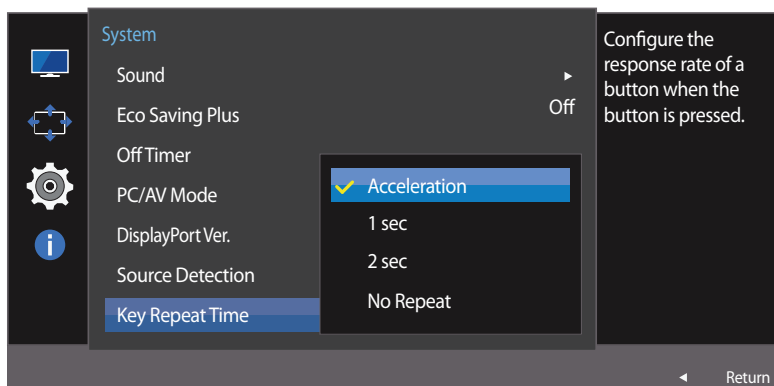 System
Sound
Eco Saving Plus
Off
Off Timer
PC/AV Mode
DisplayPort Ver.
Source Detection
Key Repeat Time
Acceleration
1 sec
2 sec
No Repeat
Configure the
response rate of a
button when the
button is pressed.
Return